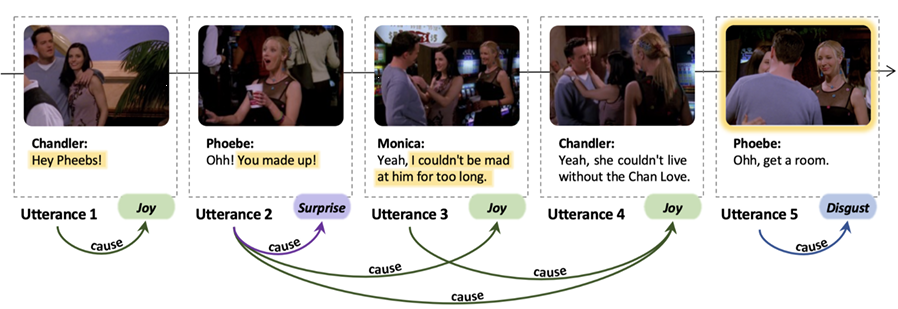 Chandler:
Hey Pheebs!
Phoebe:
Ohh! You made up!
Monica:
Yeah, I couldn't be mad
at him for too long.
Chandler:
Yeah, she couldn't live
without the Chan Love.
Phoebe:
Ohh, get a room.
Utterance 1
Joy
Utterance 2
Surprise
Utterance 3
Joy
Utterance 4
Joy
Utterance 5
Disgust
cause
cause
cause
cause
cause
cause